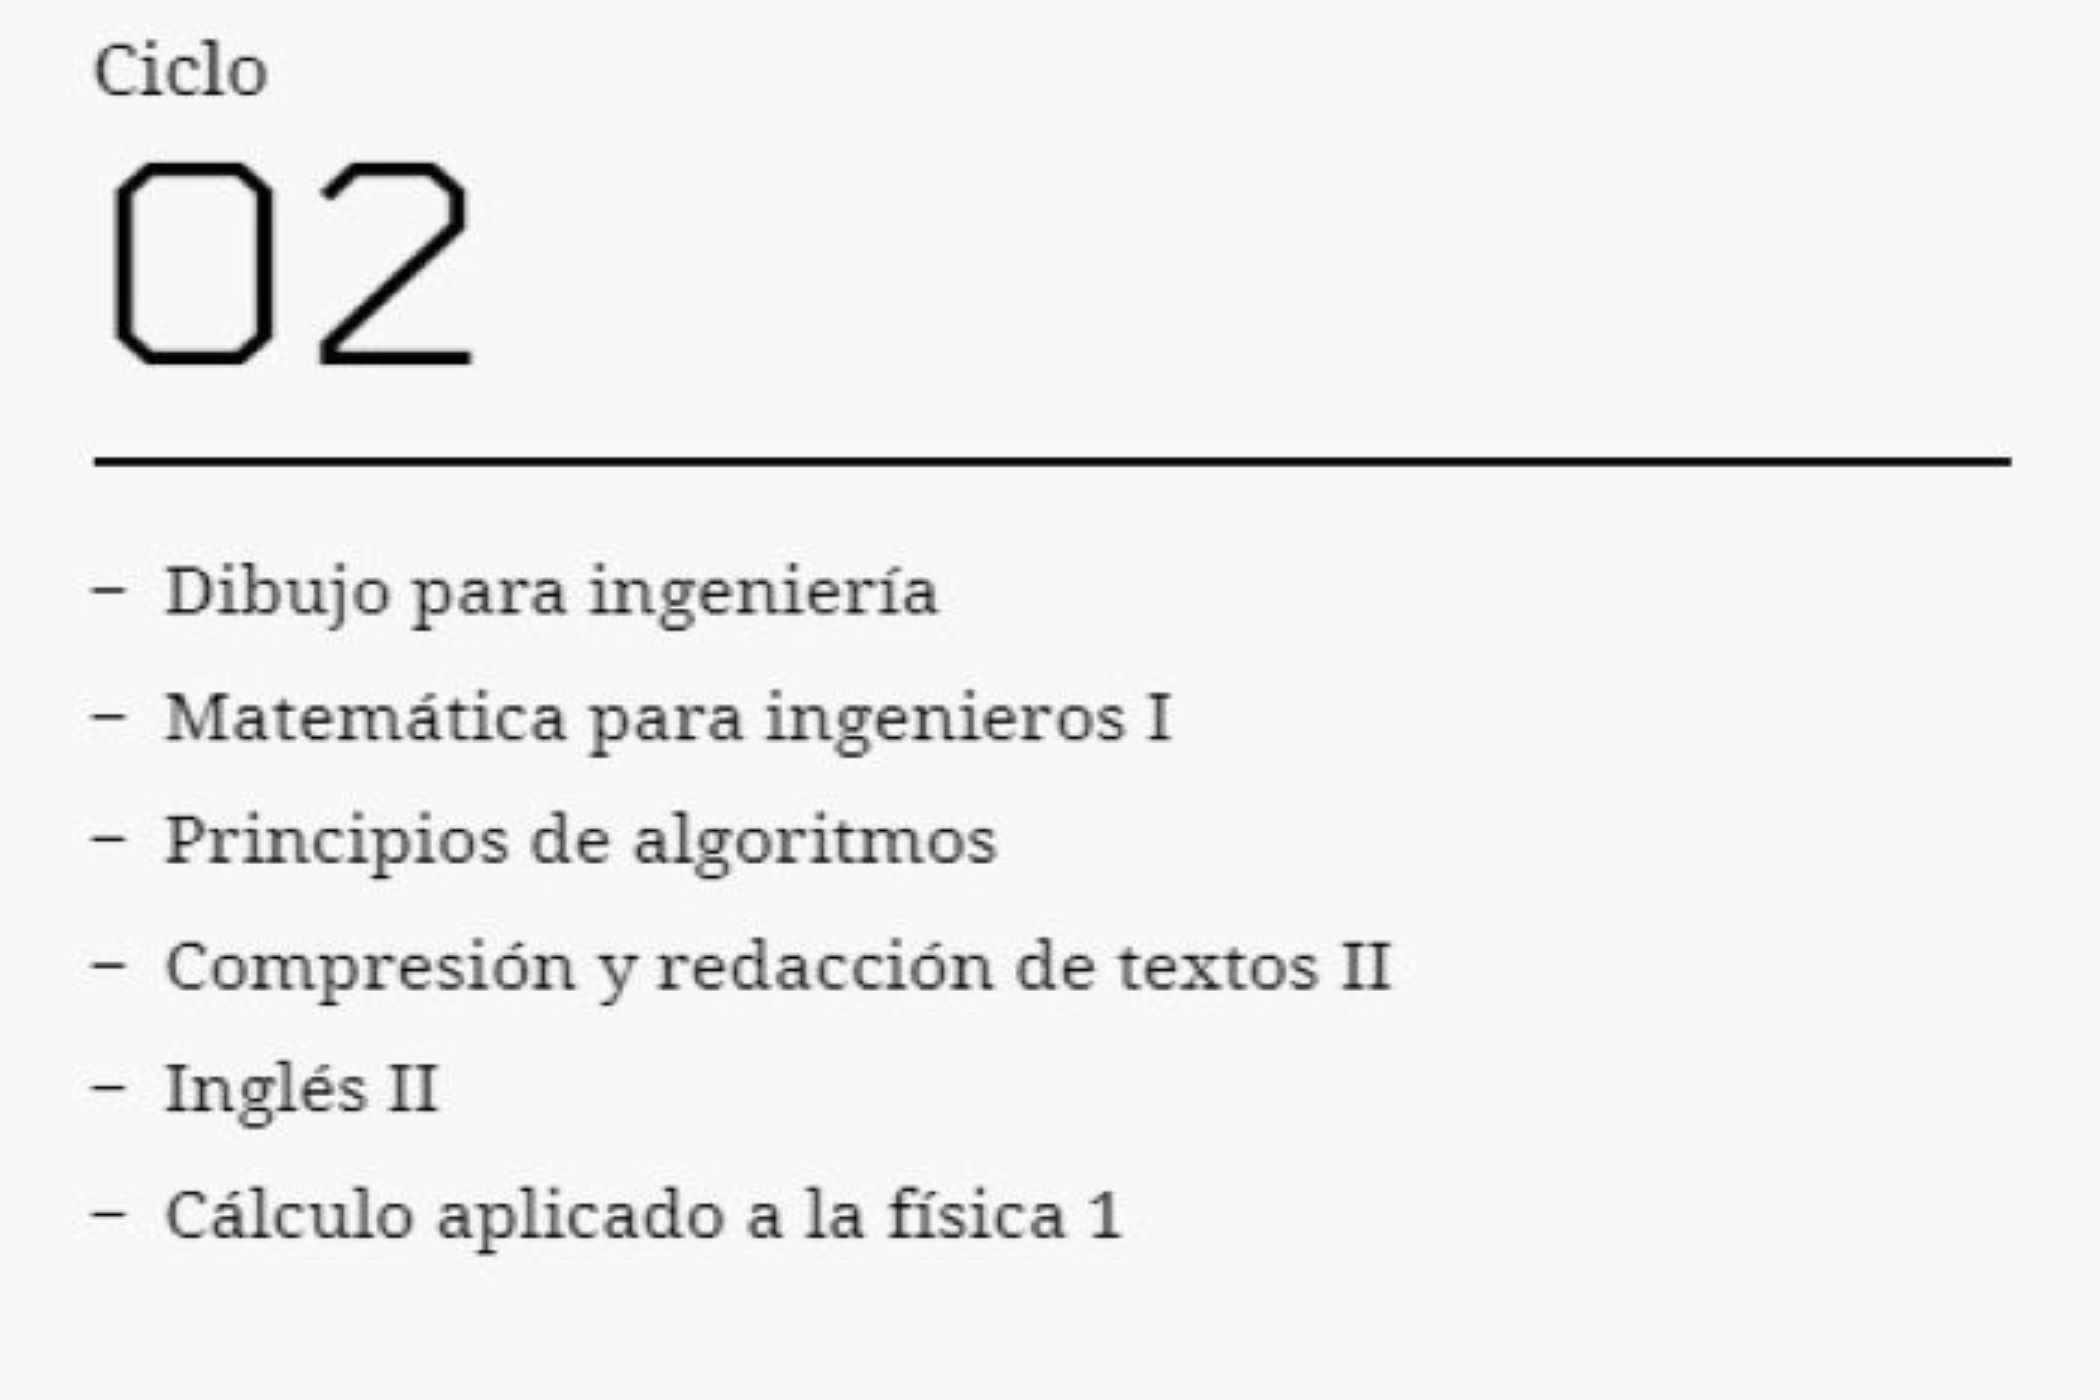 Ciclo
02
– Dibujo para ingeniería
– Matemática para ingenieros I
– Principios de algoritmos
– Compresión y redacción de textos II
– Inglés II
– Cálculo aplicado a la física 1